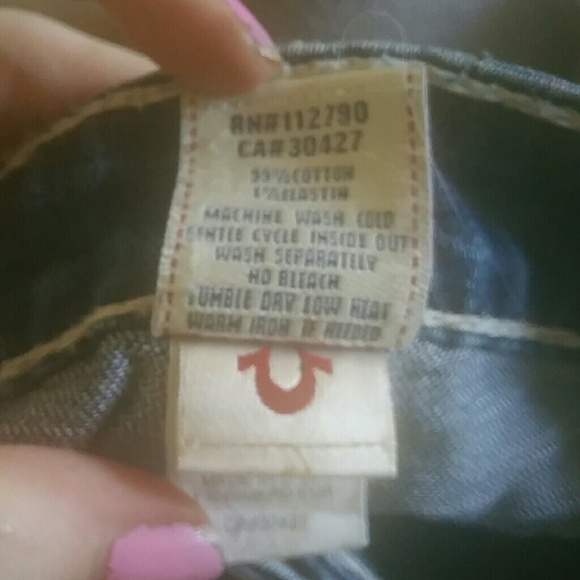 RN#112790
CA#30427
99%COTTON
1%ELASTIN
MACHINE WASH COLD
GENTLE CYCLE INSIDE OUT
WASH SEPARATELY
NO BLEACH
TUMBLE DRY LOW HEAT
WARM IRON IF NEEDED